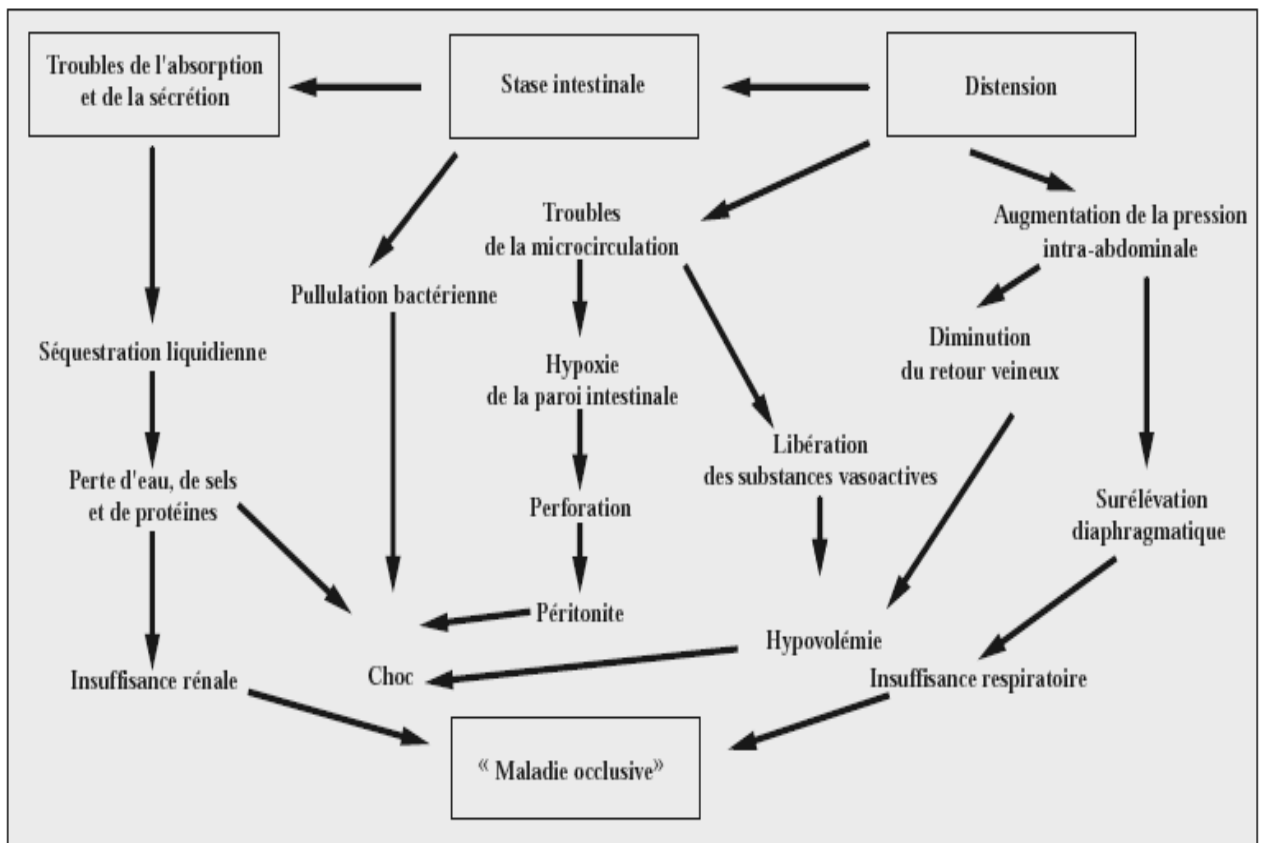 Troubles de l'absorption
et de la sécrétion
Stase intestinale
Distension
Troubles
de la microcirculation
Augmentation de la pression
intra-abdominale
Pullulation bactérienne
Séquestration liquidienne
Hypoxie
de la paroi intestinale
Diminution
du retour veineux
Libération
des substances vasoactives
Perte d'eau, de sels
et de protéines
Perforation
Surélévation
diaphragmatique
Péritonite
Hypovolémie
Insuffisance rénale
Choc
Insuffisance respiratoire
« Maladie occlusive»